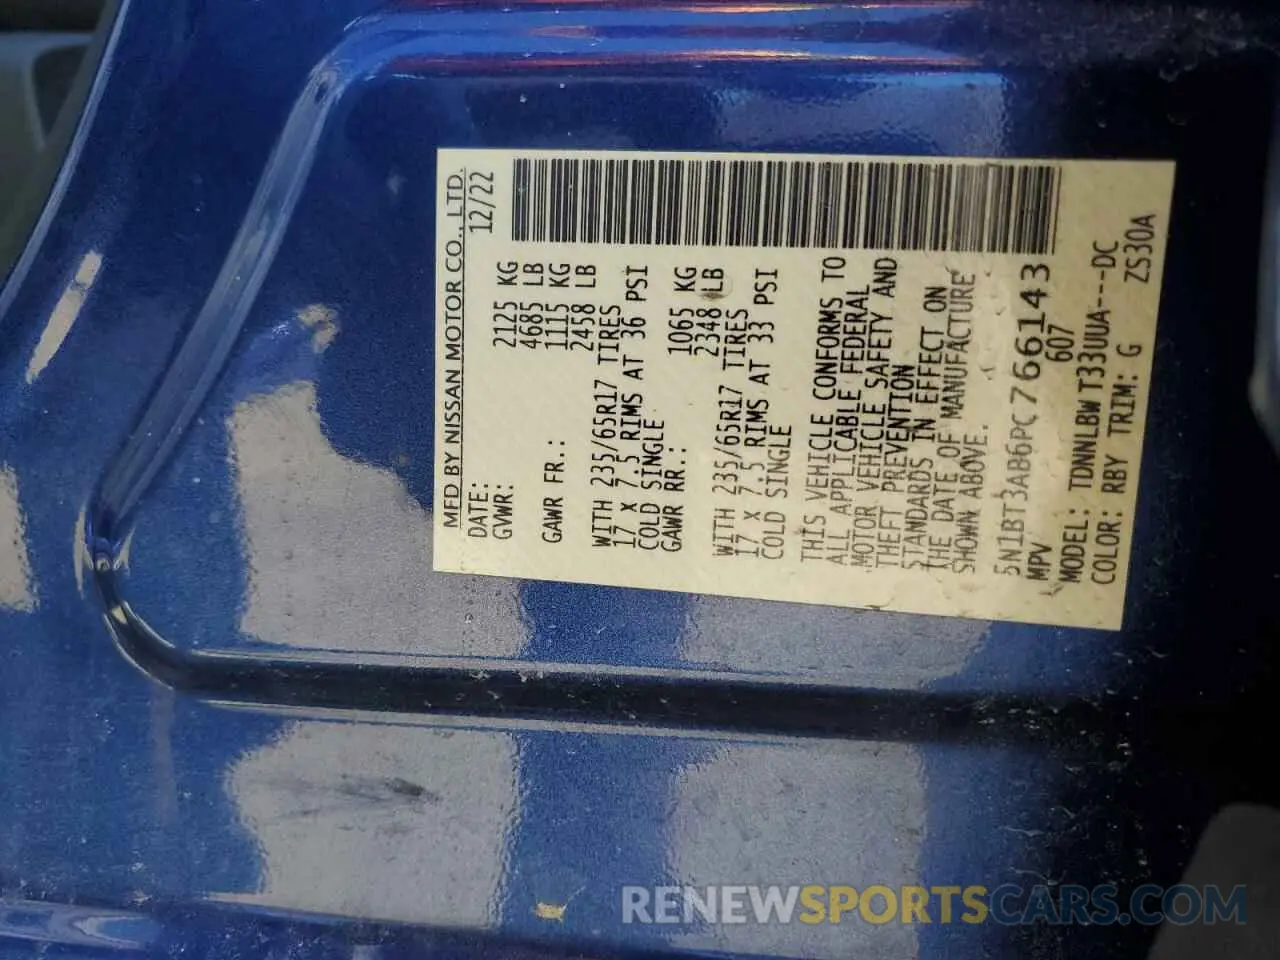 MFD BY NISSAN MOTOR CO., LTD.
DATE: 12/22
GVWR: 2125 KG
4685 LB
GAWR FR.: 1115 KG
2458 LB
WITH 235/65R17 TIRES
17 X 7.5 RIMS AT 36 PSI
COLD SINGLE
GAWR RR.: 1065 KG
2348 LB
WITH 235/65R17 TIRES
17 X 7.5 RIMS AT 33 PSI
COLD SINGLE
THIS VEHICLE CONFORMS TO
ALL APPLICABLE FEDERAL
MOTOR VEHICLE SAFETY AND
THEFT PREVENTION
STANDARDS IN EFFECT ON
THE DATE OF MANUFACTURE
SHOWN ABOVE.
5N1BT3AB6PC766143
MPV 607
MODEL: TDNNLBW T33UUA---DC
COLOR: RBY TRIM: G ZS30A
RENEWSPORTSCARS.COM